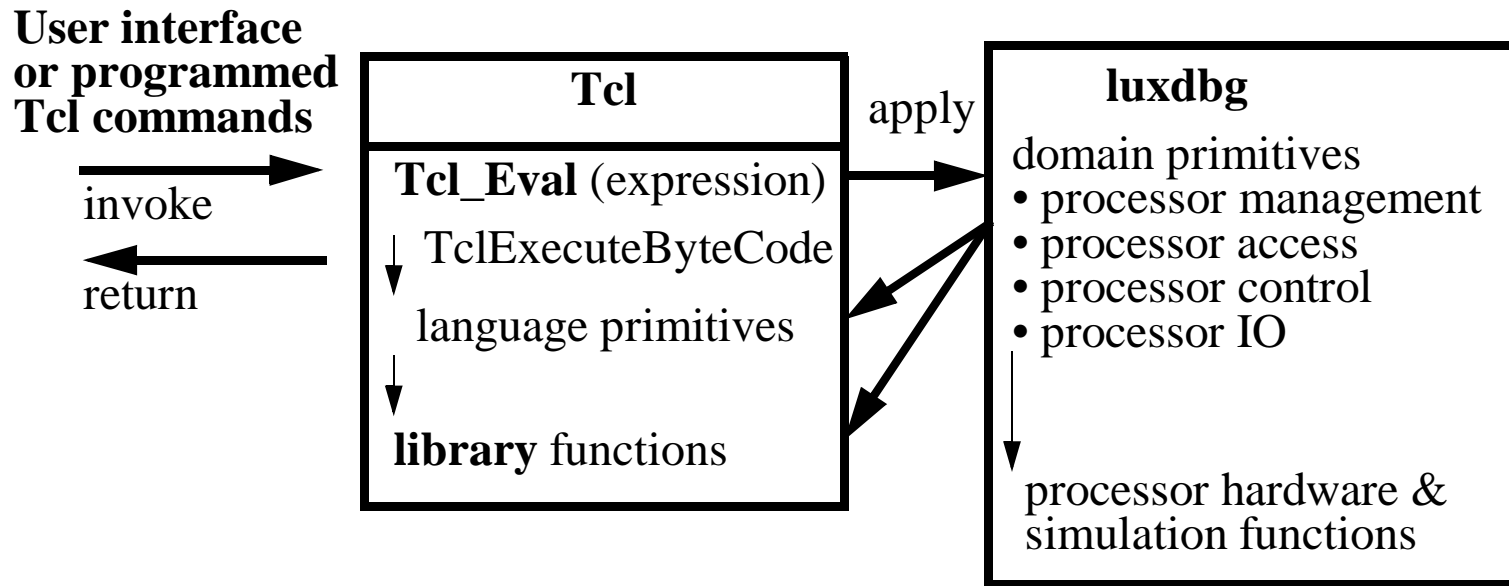 User interface
or programmed
Tcl commands
invoke
return
Tcl
Tcl_Eval (expression)
TclExecuteByteCode
language primitives
library functions
apply
luxdbg
domain primitives
• processor management
• processor access
• processor control
• processor IO
processor hardware &
simulation functions